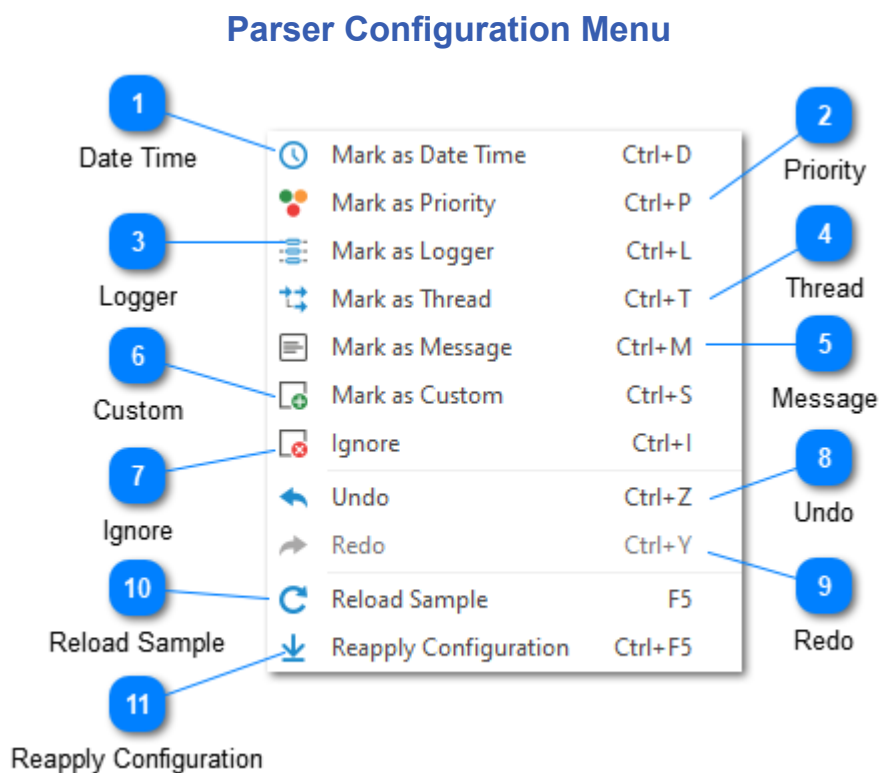 Parser Configuration Menu
1
Date Time
2
Priority
3
Logger
4
Thread
5
Message
6
Custom
7
Ignore
8
Undo
9
Redo
10
Reload Sample
11
Reapply Configuration
Mark as Date Time Ctrl+D
Mark as Priority Ctrl+P
Mark as Logger Ctrl+L
Mark as Thread Ctrl+T
Mark as Message Ctrl+M
Mark as Custom Ctrl+S
Ignore Ctrl+I
Undo Ctrl+Z
Redo Ctrl+Y
Reload Sample F5
Reapply Configuration Ctrl+F5